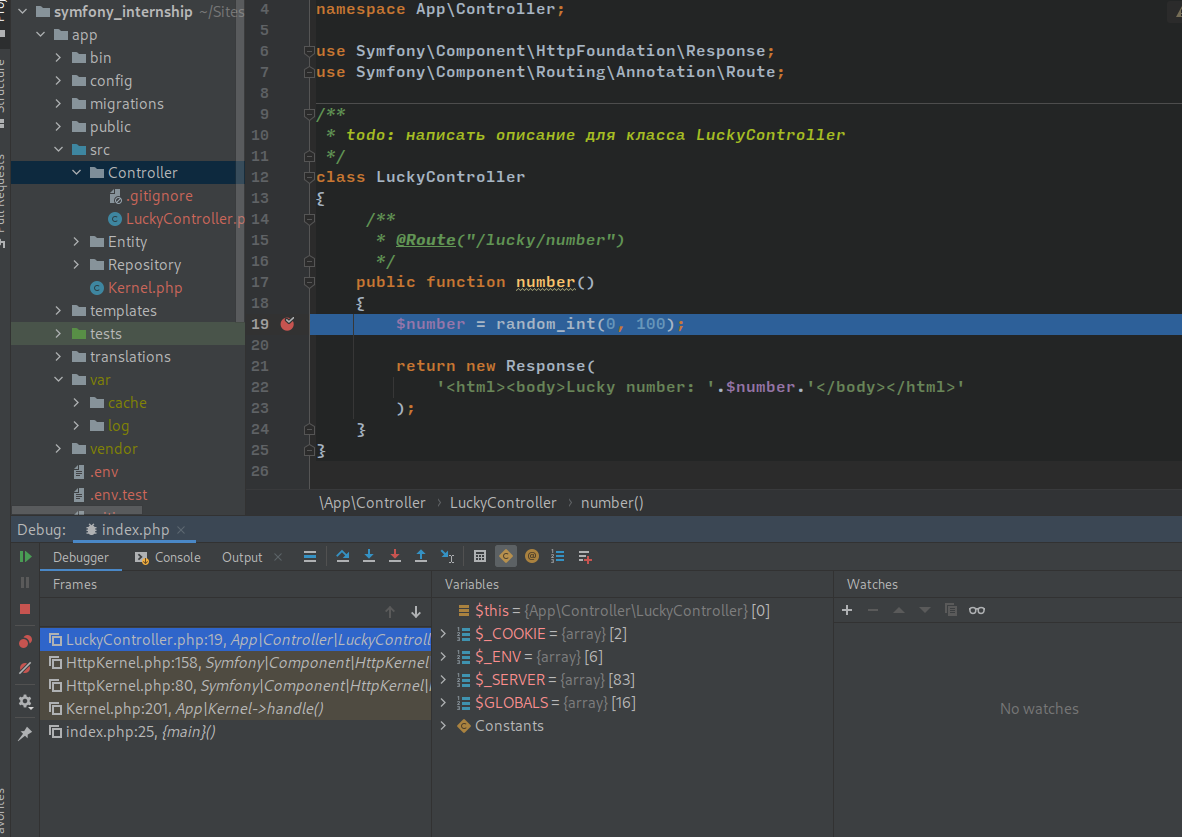 symfony_internship ~/Sites
app
bin
config
migrations
public
src
Controller
.gitignore
LuckyController.p
Entity
Repository
Kernel.php
templates
tests
translations
var
cache
log
vendor
.env
.env.test
4 namespace App\Controller;
5
6 use Symfony\Component\HttpFoundation\Response;
7 use Symfony\Component\Routing\Annotation\Route;
8
9 /**
10 * todo: написать описание для класса LuckyController
11 */
12 class LuckyController
13 {
14 /**
15 * @Route("/lucky/number")
16 */
17 public function number()
18 {
19 $number = random_int(0, 100);
20
21 return new Response(
22 '<html><body>Lucky number: '.$number.'</body></html>'
23 );
24 }
25 }
26
\App\Controller › LuckyController › number()
Debug: index.php ×
Debugger Console Output ×
Frames
LuckyController.php:19, App|Controller|LuckyControll
HttpKernel.php:158, Symfony|Component|HttpKernel
HttpKernel.php:80, Symfony|Component|HttpKernel|
Kernel.php:201, App|Kernel->handle()
index.php:25, {main}()
Variables
$this = {App\Controller\LuckyController} [0]
$_COOKIE = {array} [2]
$_ENV = {array} [6]
$_SERVER = {array} [83]
$GLOBALS = {array} [16]
Constants
Watches
No watches